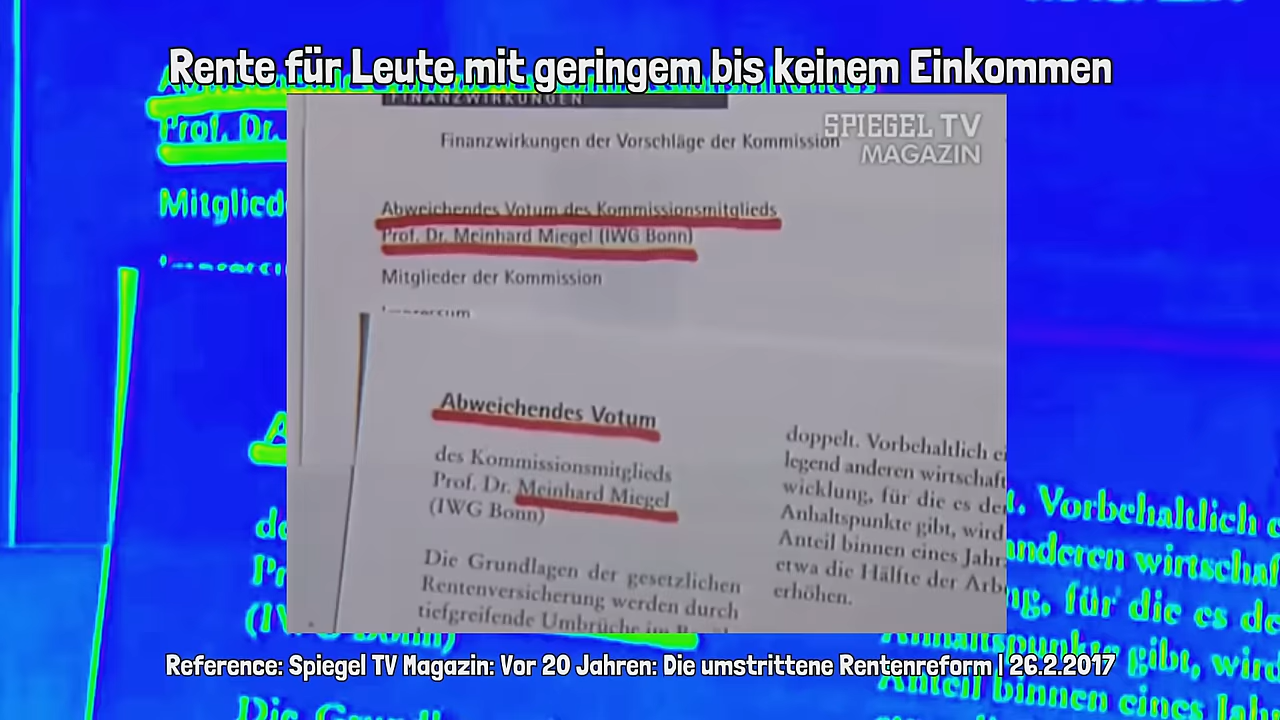 Rente für Leute mit geringem bis keinem Einkommen
FINANZWIRKUNGEN
SPIEGEL TV
MAGAZIN
Finanzwirkungen der Vorschläge der Kommission
Abweichendes Votum des Kommissionsmitglieds
Prof. Dr. Meinhard Miegel (IWG Bonn)
Mitglieder der Kommission
Impressum
Abweichendes Votum
des Kommissionsmitglieds
Prof. Dr. Meinhard Miegel
(IWG Bonn)
Die Grundlagen der gesetzlichen
Rentenversicherung werden durch
tiefgreifende Umbrüche im
doppelt. Vorbehaltlich
legend anderen
wicklung, für die es
Anhaltspunkte gibt, wird
Anteil binnen eines
etwa die Hälfte der
erhöhen.
Reference: Spiegel TV Magazin: Vor 20 Jahren: Die umstrittene Rentenreform | 26.2.2017